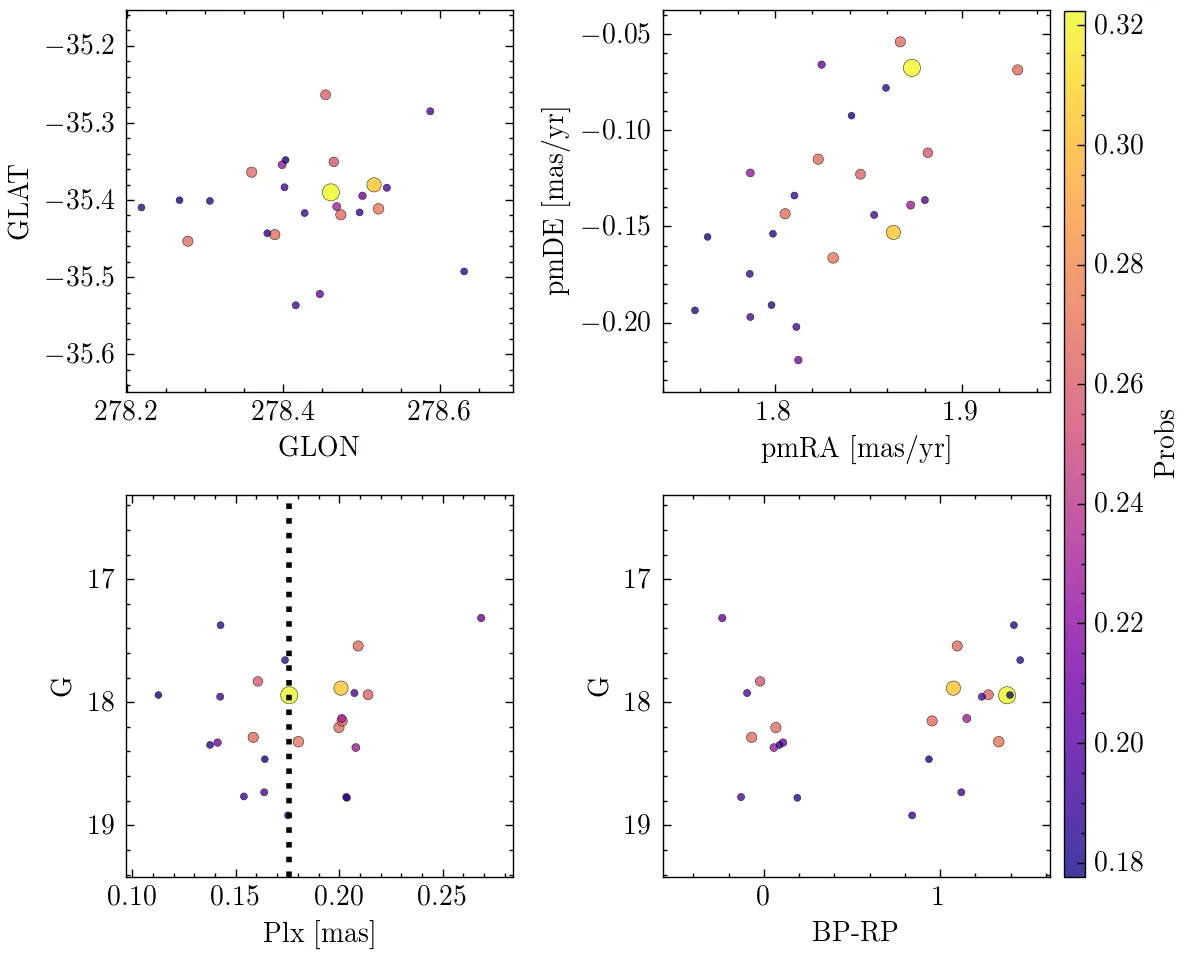 −35.2
−35.3
−35.4
−35.5
−35.6
GLAT
278.2 278.4 278.6
GLON
−0.05
−0.10
−0.15
−0.20
pmDE [mas/yr]
1.8 1.9
pmRA [mas/yr]
17
18
19
G
0.10 0.15 0.20 0.25
Plx [mas]
17
18
19
G
0 1
BP-RP
0.32
0.30
0.28
0.26
0.24
0.22
0.20
0.18
Probs